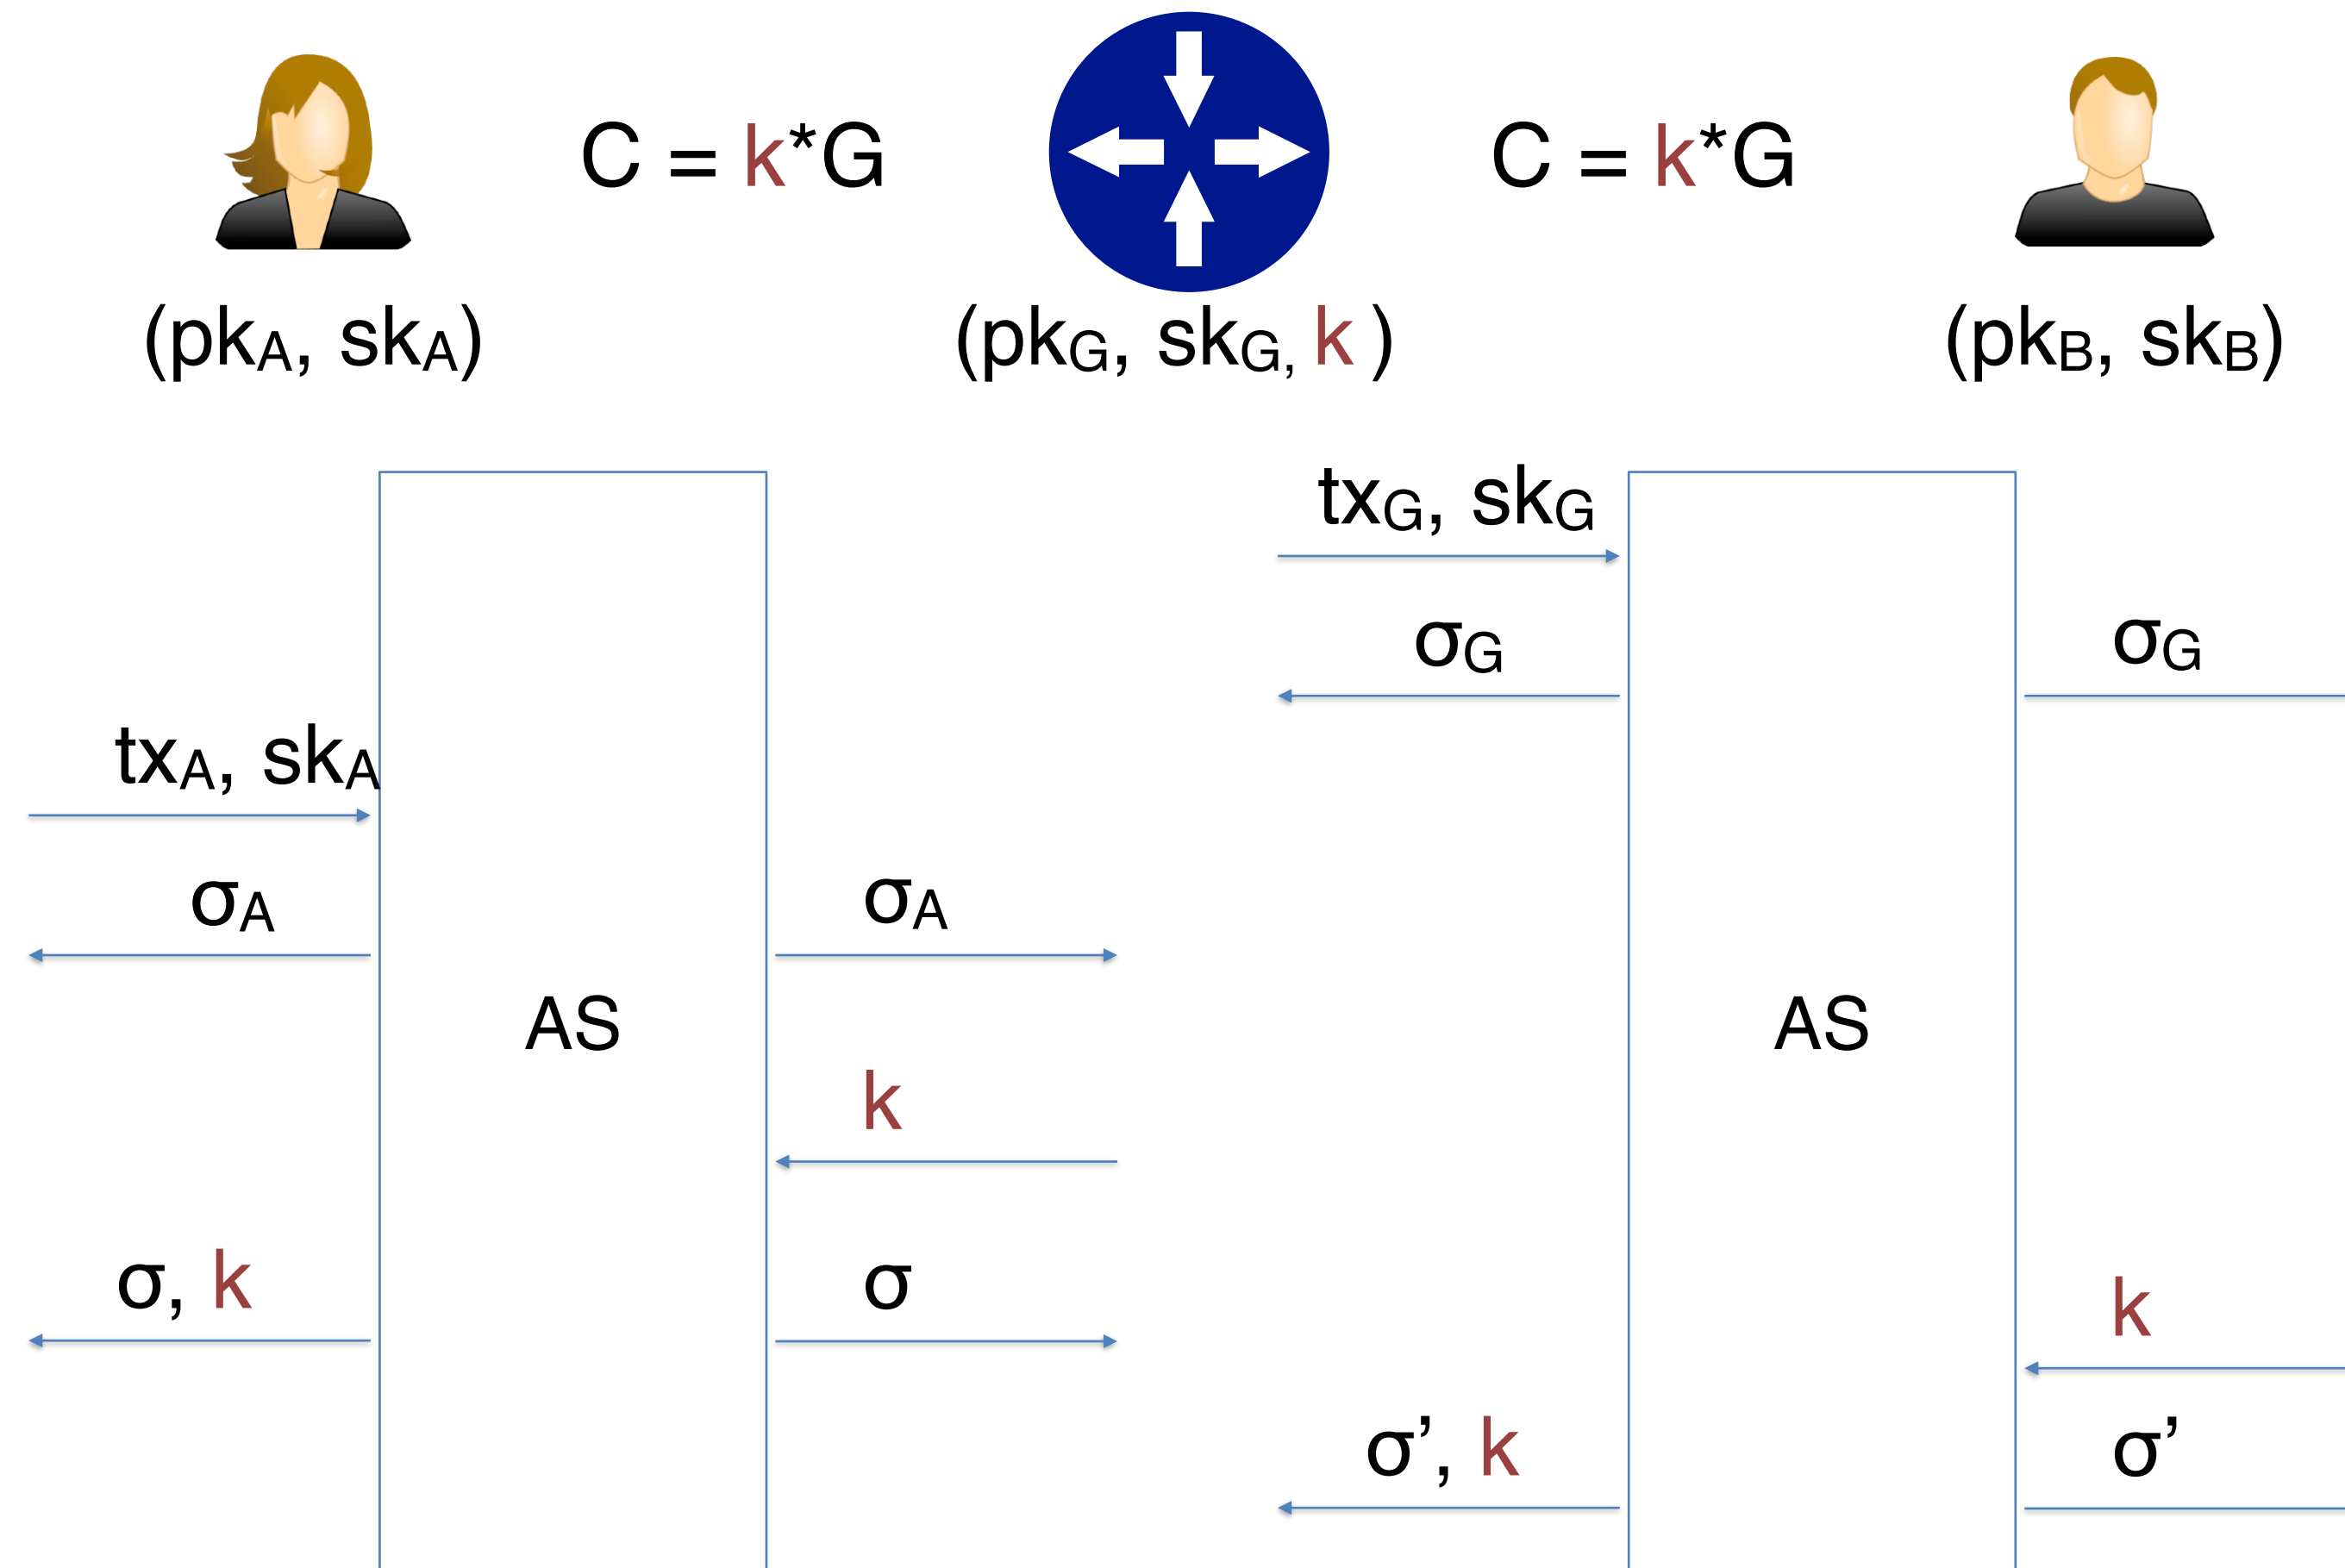 C = k*G
C = k*G
(pkA, skA)
(pkG, skG, k )
(pkB, skB)
txG, skG
σG
σG
txA, skA
σA
σA
AS
AS
k
σ, k
σ
k
σ’, k
σ’